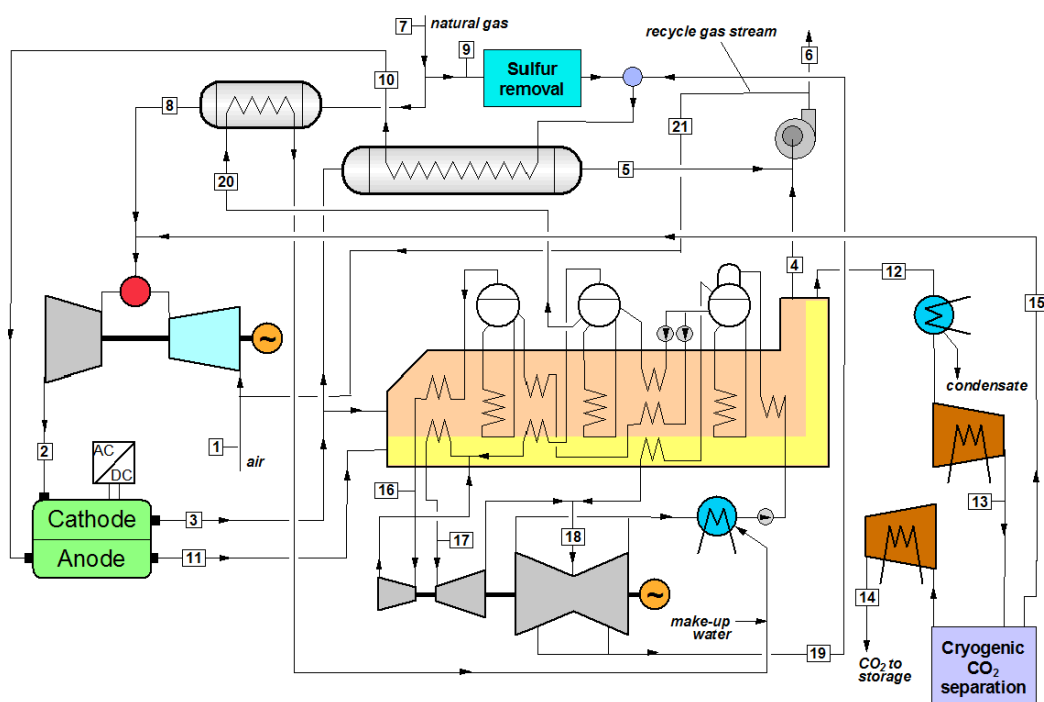 7
natural gas
recycle gas stream
9
6
Sulfur
removal
10
8
21
5
20
4
12
15
condensate
2
1
air
AC
DC
13
16
Cathode
3
17
18
Anode
11
14
make-up
water
19
CO₂ to
storage
Cryogenic
CO₂
separation